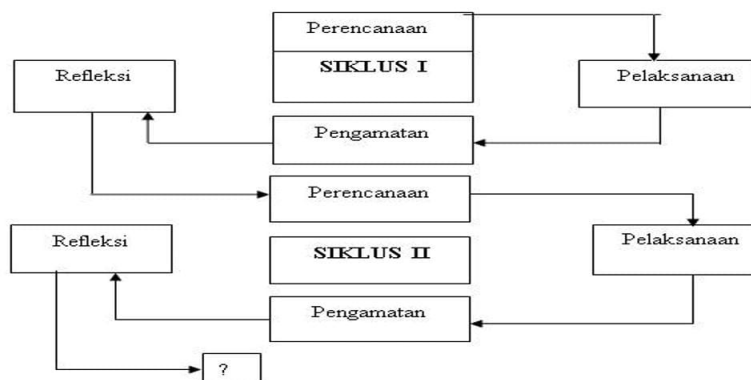 Perencanaan
SIKLUS I
Refleksi
Pelaksanaan
Pengamatan
Perencanaan
Refleksi
SIKLUS II
Pelaksanaan
Pengamatan
?